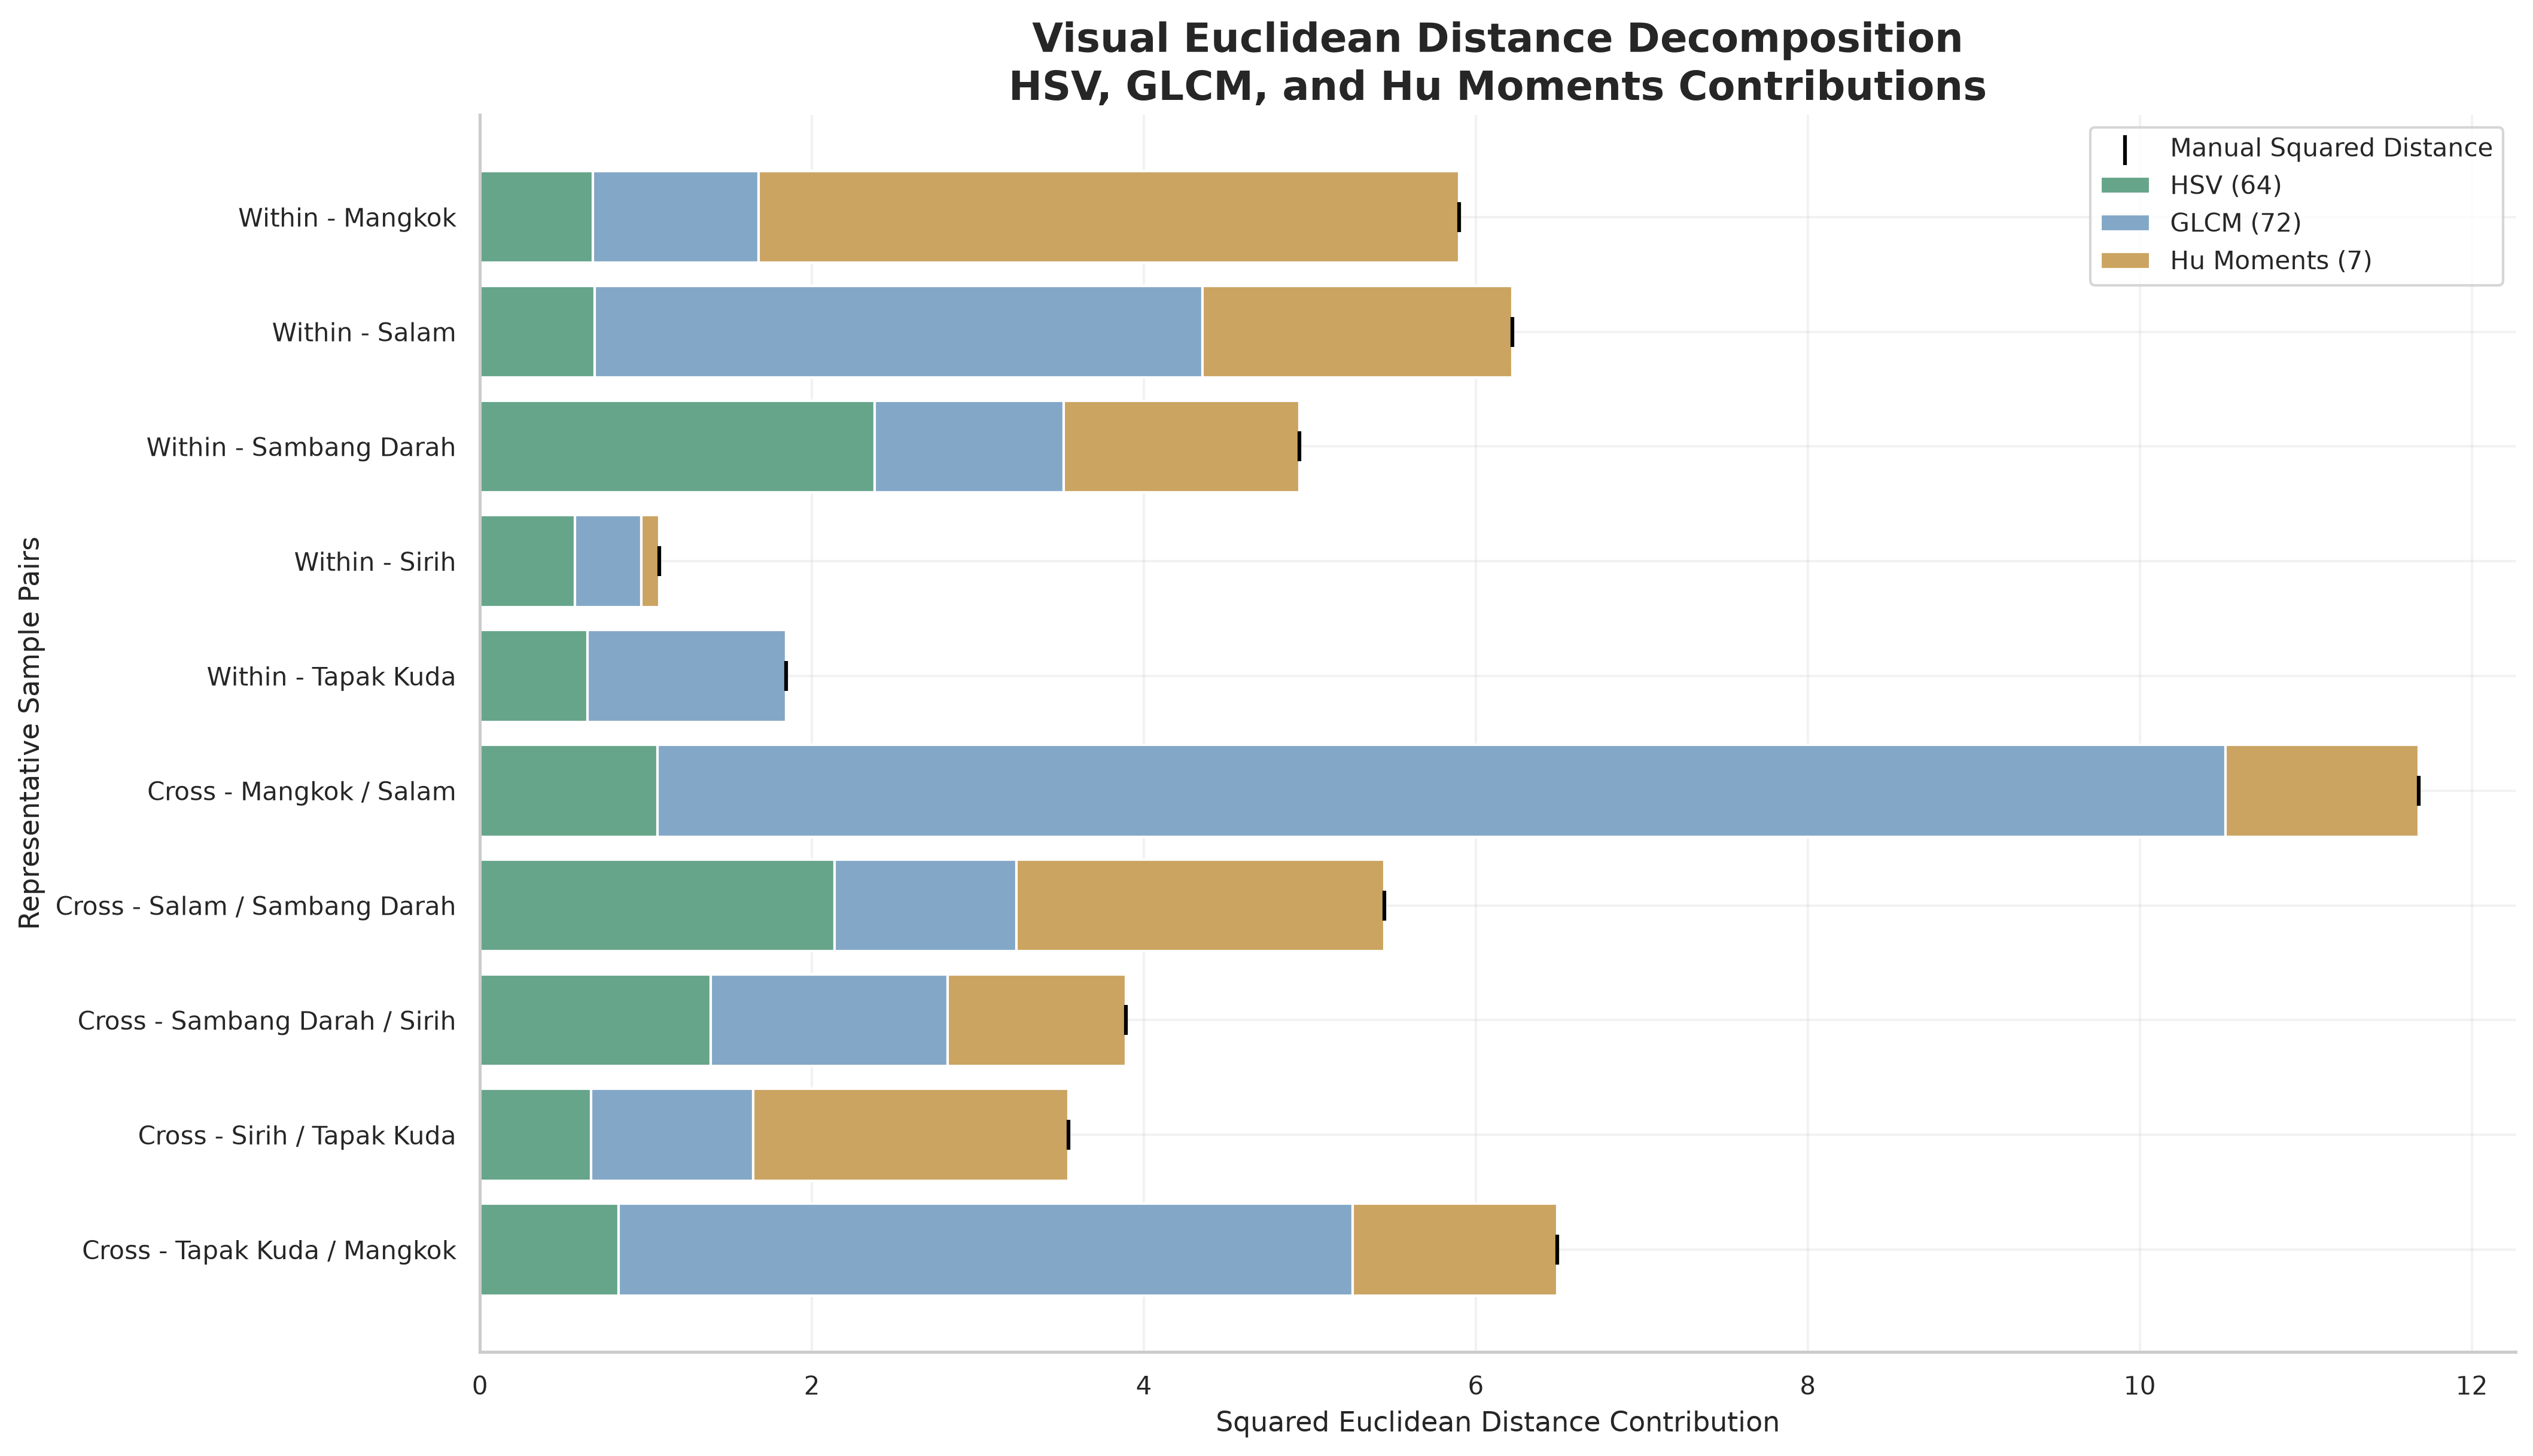 Visual Euclidean Distance Decomposition
HSV, GLCM, and Hu Moments Contributions
Manual Squared Distance
HSV (64)
GLCM (72)
Hu Moments (7)
Representative Sample Pairs
Within - Mangkok
Within - Salam
Within - Sambang Darah
Within - Sirih
Within - Tapak Kuda
Cross - Mangkok / Salam
Cross - Salam / Sambang Darah
Cross - Sambang Darah / Sirih
Cross - Sirih / Tapak Kuda
Cross - Tapak Kuda / Mangkok
0 2 4 6 8 10 12
Squared Euclidean Distance Contribution